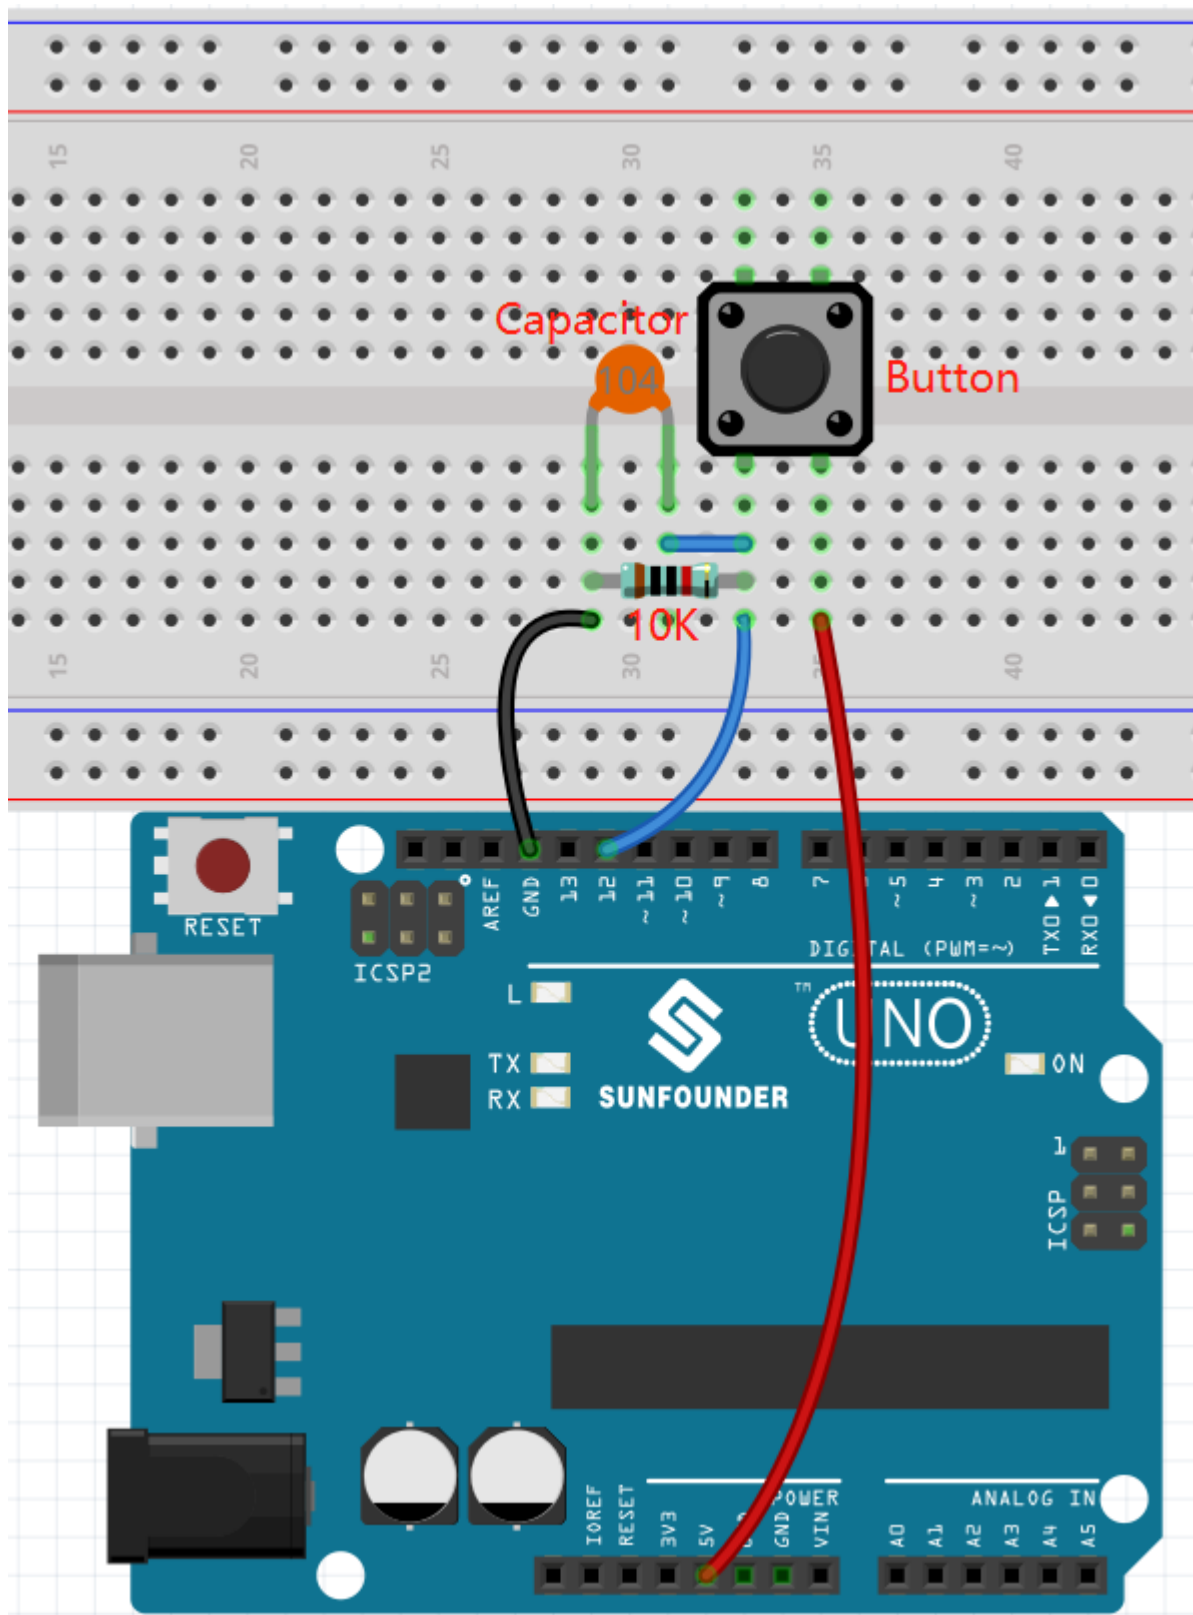 15 20 25 30 35 40
Capacitor
104
Button
10K
15 20 25 30 35 40
RESET
ICSP2
AREF GND 13 12 ~11 ~10 ~9 8 7 ~5 4 ~3 2 TX0▶1 RX0◀0
DIGITAL (PWM=~)
L
TM
UNO
TX
RX
ON
SUNFOUNDER
1
ICSP
POWER
ANALOG IN
IOREF RESET 3V3 5V GND VIN A0 A1 A2 A3 A4 A5